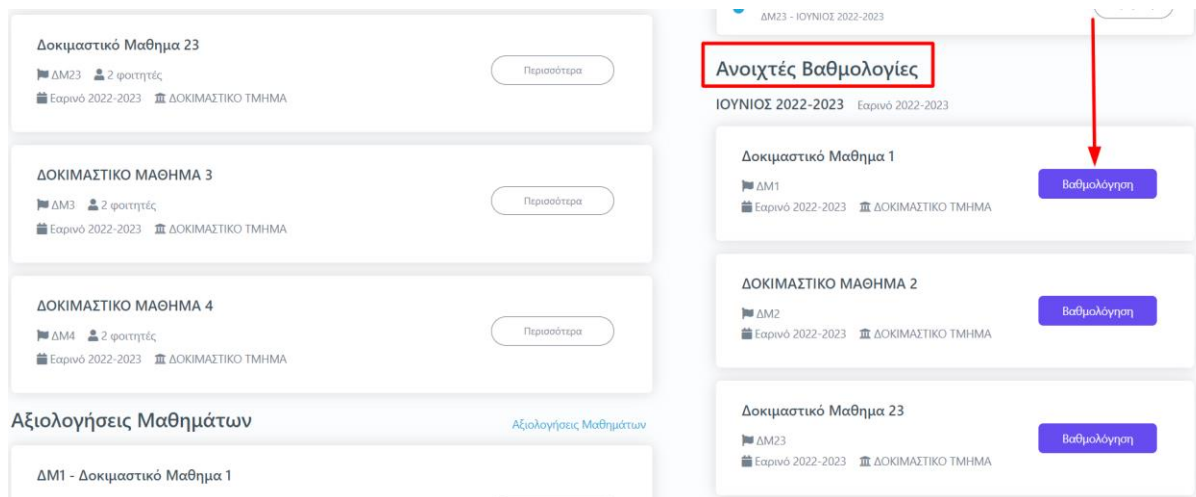 Δοκιμαστικό Μαθημα 23
ΔΜ23 2 φοιτητές
Εαρινό 2022-2023 ΔΟΚΙΜΑΣΤΙΚΟ ΤΜΗΜΑ
Περισσότερα
ΔΟΚΙΜΑΣΤΙΚΟ ΜΑΘΗΜΑ 3
ΔΜ3 2 φοιτητές
Εαρινό 2022-2023 ΔΟΚΙΜΑΣΤΙΚΟ ΤΜΗΜΑ
Περισσότερα
ΔΟΚΙΜΑΣΤΙΚΟ ΜΑΘΗΜΑ 4
ΔΜ4 2 φοιτητές
Εαρινό 2022-2023 ΔΟΚΙΜΑΣΤΙΚΟ ΤΜΗΜΑ
Περισσότερα
Αξιολογήσεις Μαθημάτων
Αξιολογήσεις Μαθημάτων
ΔΜ1 - Δοκιμαστικό Μαθημα 1
ΔΜ23 - ΙΟΥΝΙΟΣ 2022-2023
Ανοιχτές Βαθμολογίες
ΙΟΥΝΙΟΣ 2022-2023 Εαρινό 2022-2023
Δοκιμαστικό Μαθημα 1
ΔΜ1
Εαρινό 2022-2023 ΔΟΚΙΜΑΣΤΙΚΟ ΤΜΗΜΑ
Βαθμολόγηση
ΔΟΚΙΜΑΣΤΙΚΟ ΜΑΘΗΜΑ 2
ΔΜ2
Εαρινό 2022-2023 ΔΟΚΙΜΑΣΤΙΚΟ ΤΜΗΜΑ
Βαθμολόγηση
Δοκιμαστικό Μαθημα 23
ΔΜ23
Εαρινό 2022-2023 ΔΟΚΙΜΑΣΤΙΚΟ ΤΜΗΜΑ
Βαθμολόγηση